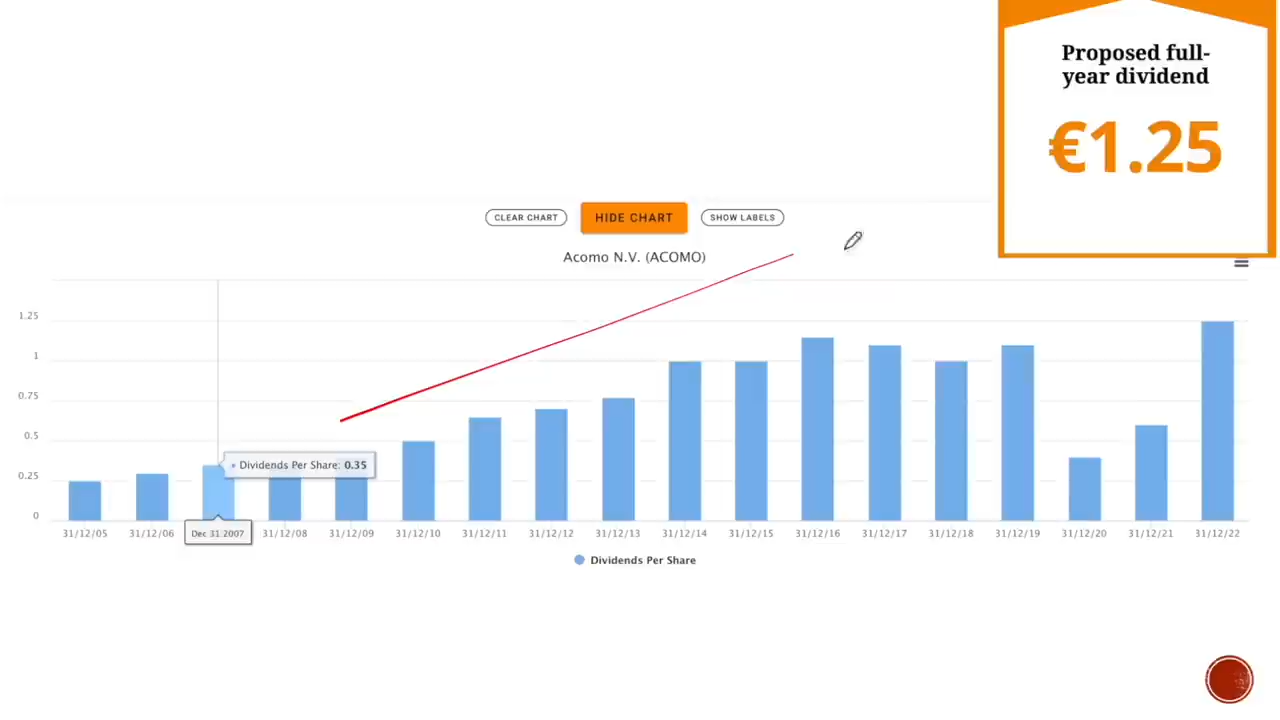 Proposed full-
year dividend
€1.25
CLEAR CHART
HIDE CHART
SHOW LABELS
Acomo N.V. (ACOMO)
1.25
1
0.75
0.5
0.25
0
Dividends Per Share: 0.35
31/12/05
31/12/06
Dec 31 2007
31/12/08
31/12/09
31/12/10
31/12/11
31/12/12
31/12/13
31/12/14
31/12/15
31/12/16
31/12/17
31/12/18
31/12/19
31/12/20
31/12/21
31/12/22
Dividends Per Share